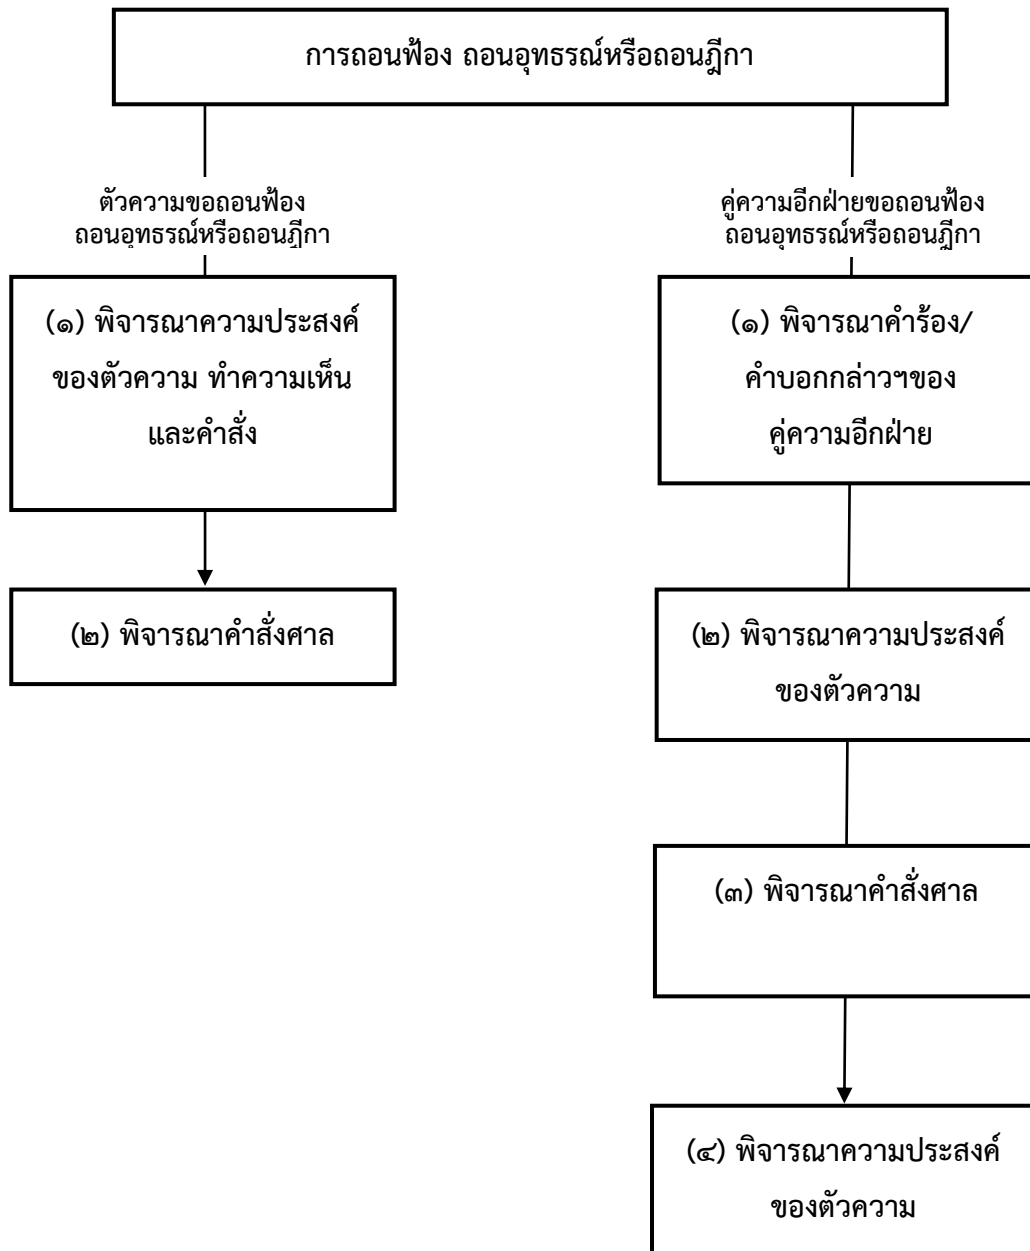 การถอนฟ้อง ถอนอุทธรณ์หรือถอนฎีกา
ตัวความขอถอนฟ้อง
ถอนอุทธรณ์หรือถอนฎีกา
(๑) พิจารณาความประสงค์
ของตัวความ ทำความเห็น
และคำสั่ง
(๒) พิจารณาคำสั่งศาล
คู่ความอีกฝ่ายขอถอนฟ้อง
ถอนอุทธรณ์หรือถอนฎีกา
(๑) พิจารณาคำร้อง/
คำบอกกล่าวฯของ
คู่ความอีกฝ่าย
(๒) พิจารณาความประสงค์
ของตัวความ
(๓) พิจารณาคำสั่งศาล
(๔) พิจารณาความประสงค์
ของตัวความ